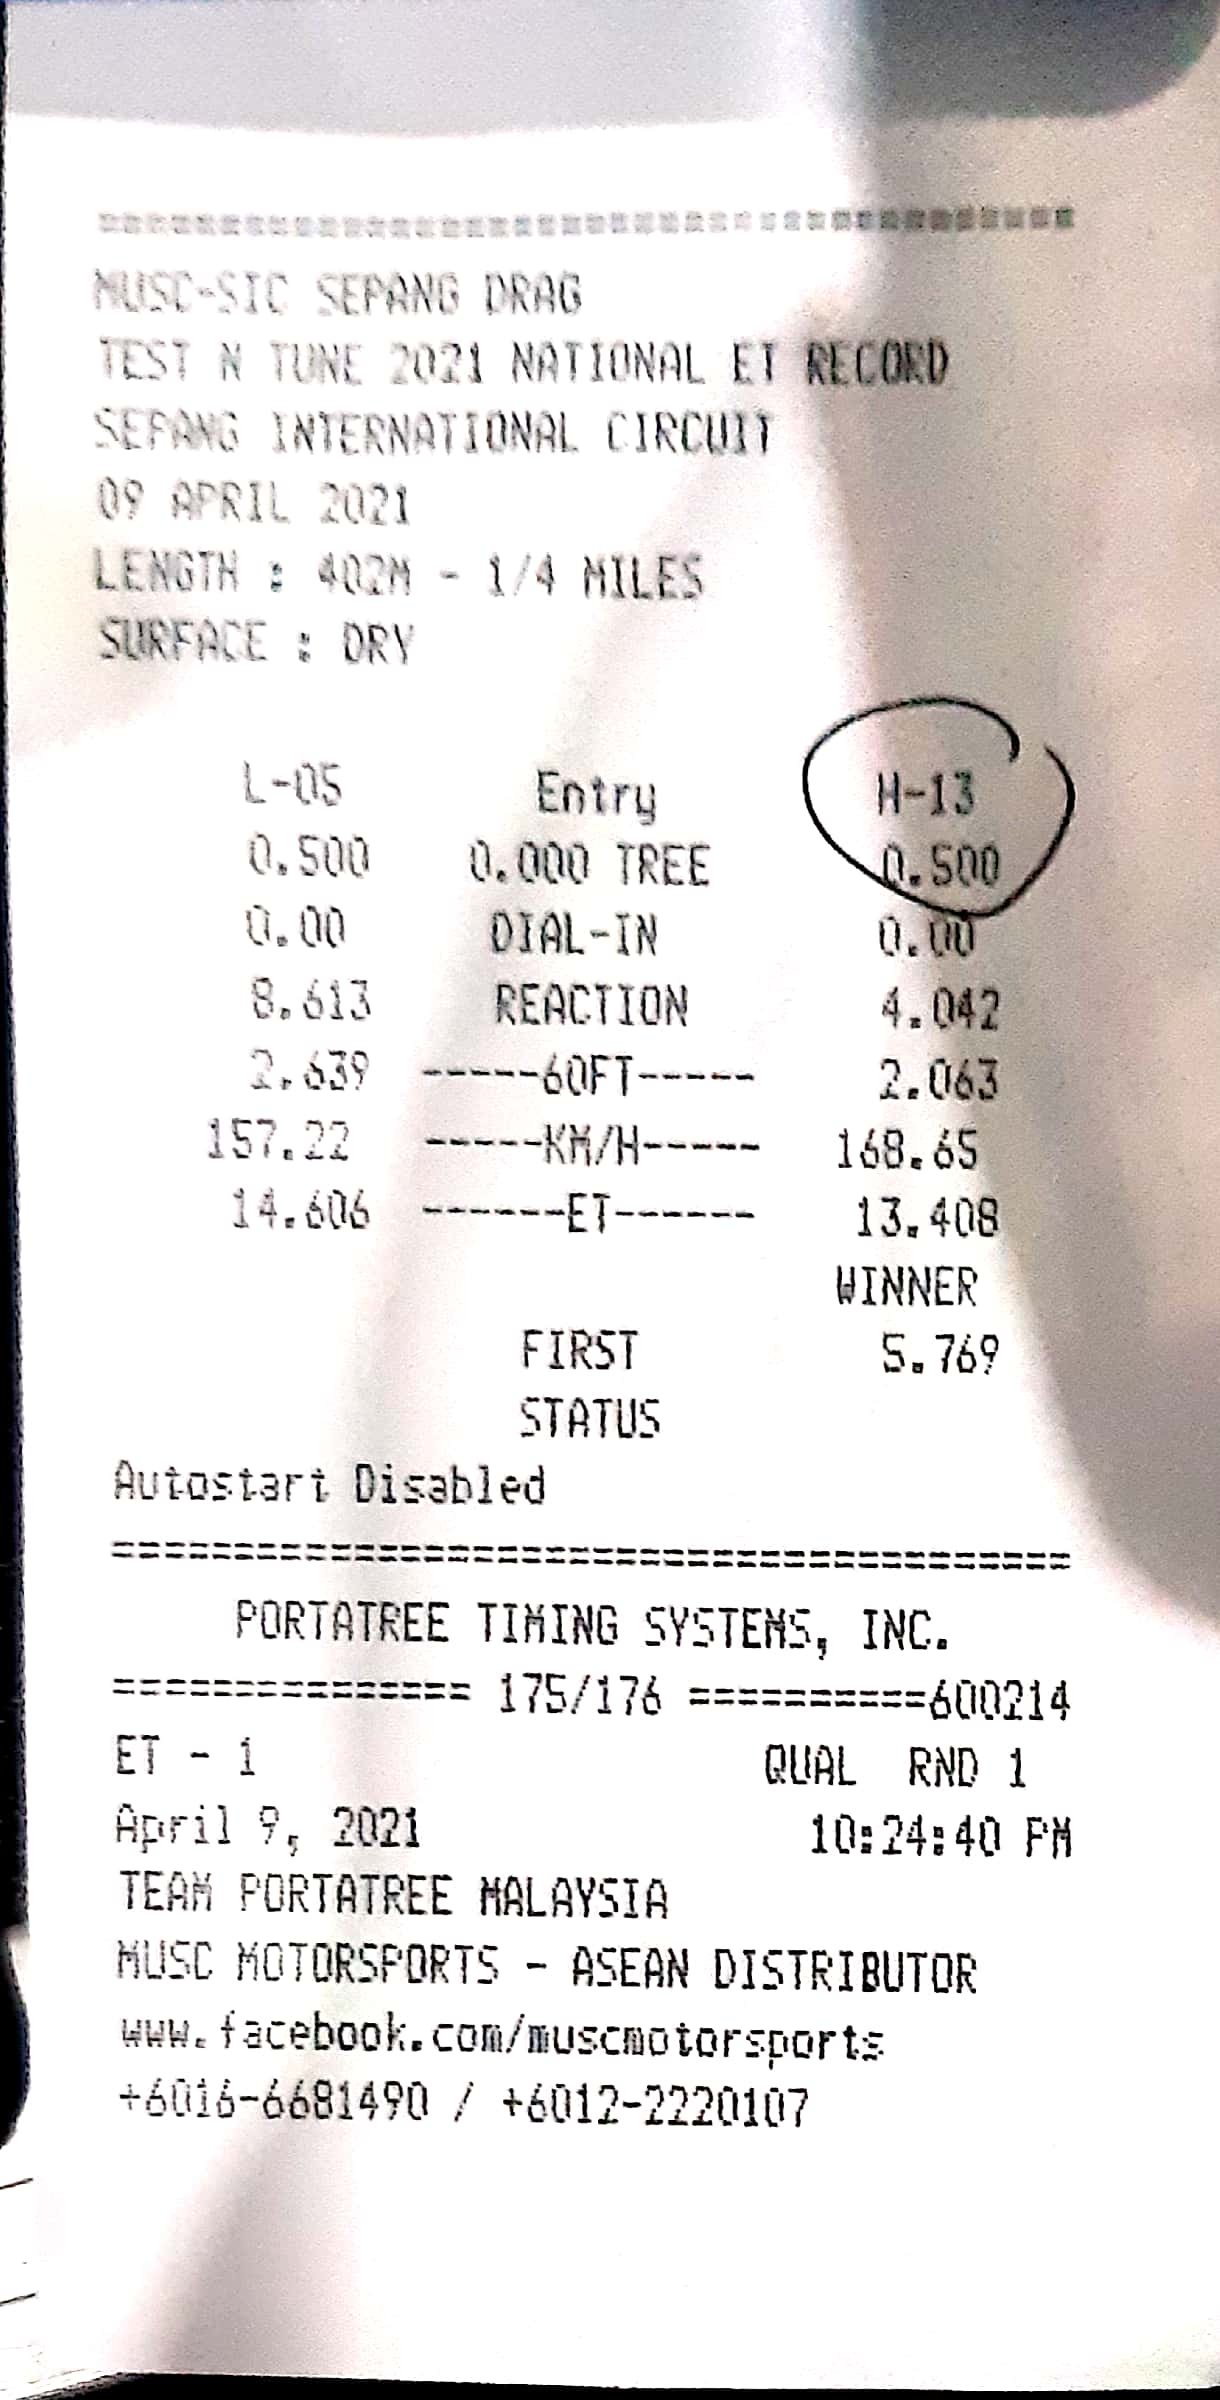 ========================================
MUSC-SIC SEPANG DRAG
TEST N TUNE 2021 NATIONAL ET RECORD
SEPANG INTERNATIONAL CIRCUIT
09 APRIL 2021
LENGTH : 402M - 1/4 MILES
SURFACE : DRY
L-05 Entry H-13
0.500 0.000 TREE 0.500
0.00 DIAL-IN 0.00
8.613 REACTION 4.042
2.639 -----60FT----- 2.063
157.22 -----KM/H----- 168.65
14.606 ------ET------ 13.408
WINNER
FIRST 5.769
STATUS
Autostart Disabled
========================================
PORTATREE TIMING SYSTEMS, INC.
=============== 175/176 ==========600214
ET - 1 QUAL RND 1
April 9, 2021 10:24:40 PM
TEAM PORTATREE MALAYSIA
MUSC MOTORSPORTS - ASEAN DISTRIBUTOR
www.facebook.com/muscmotorsports
+6016-6681490 / +6012-2220107